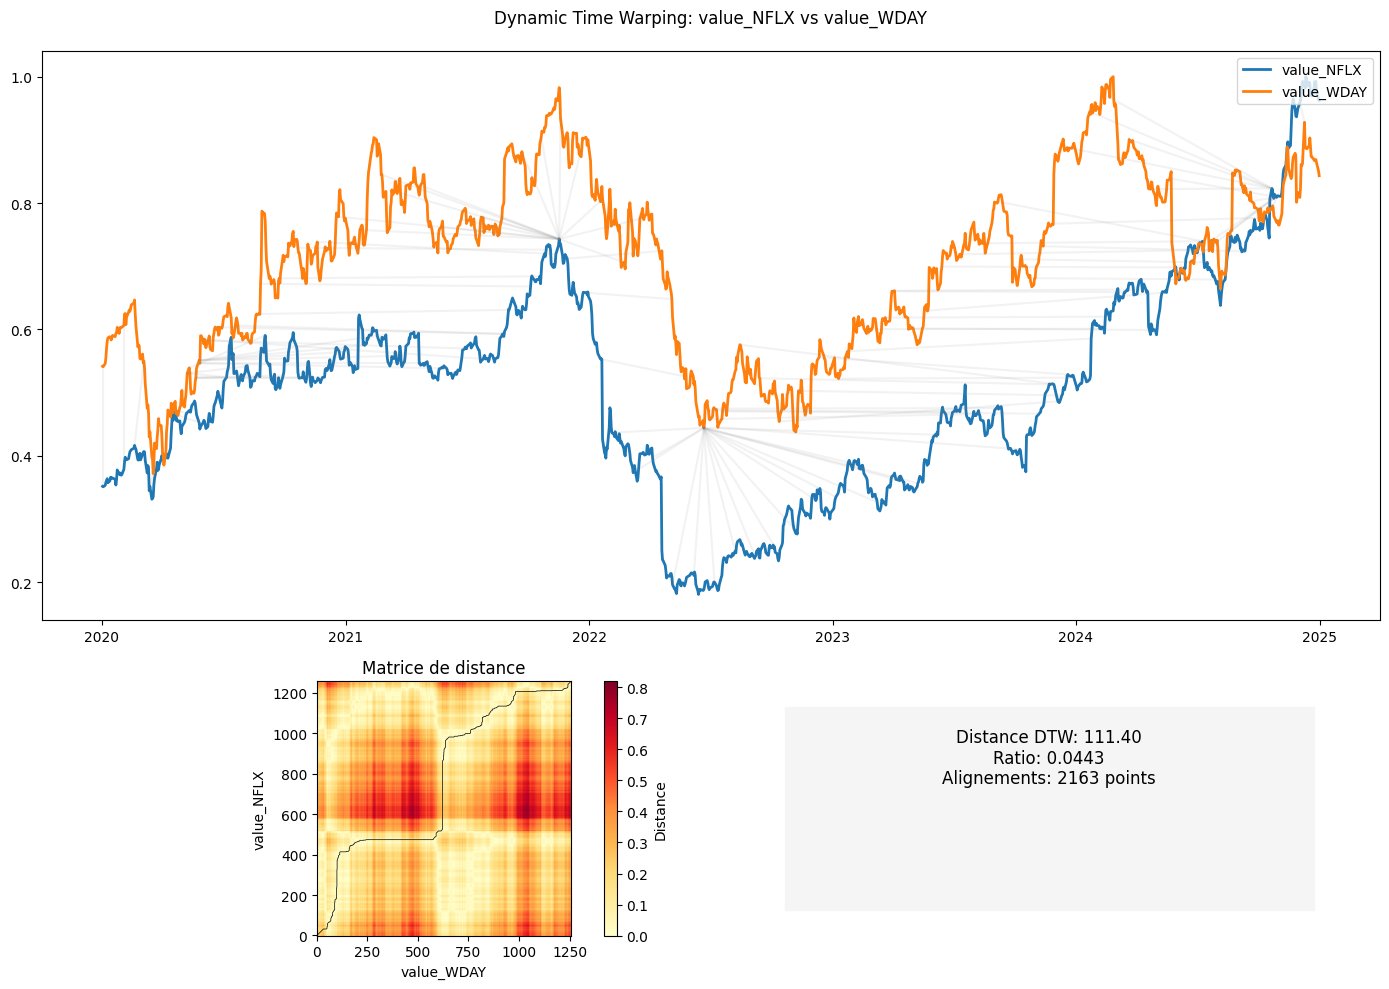 Dynamic Time Warping: value_NFLX vs value_WDAY
value_NFLX
value_WDAY
1.0
0.8
0.6
0.4
0.2
2020 2021 2022 2023 2024 2025
Matrice de distance
value_NFLX
1200
1000
800
600
400
200
0
0 250 500 750 1000 1250
value_WDAY
0.8
0.7
0.6
0.5
0.4
0.3
0.2
0.1
0.0
Distance
Distance DTW: 111.40
Ratio: 0.0443
Alignements: 2163 points